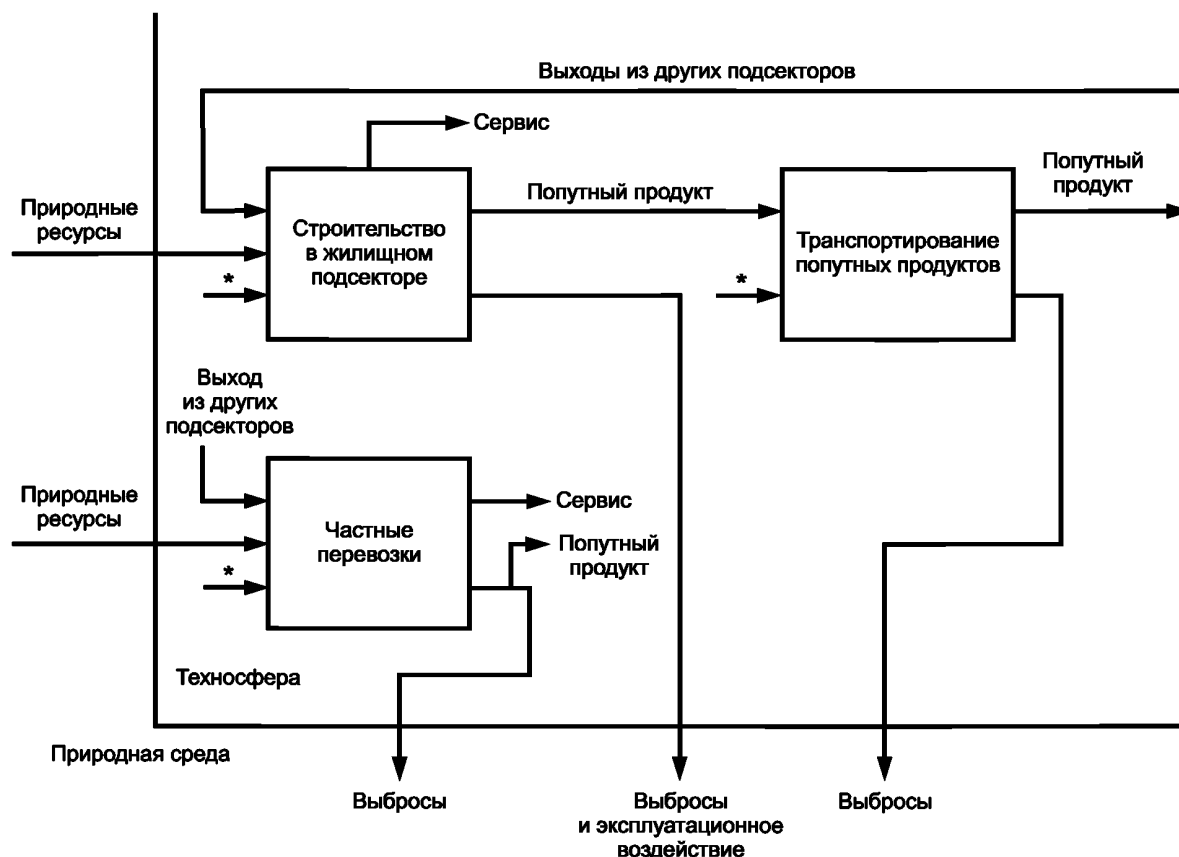 Выходы из других подсекторов
Сервис
Попутный
продукт
Природные
ресурсы
Строительство
в жилищном
подсекторе
Попутный продукт
Транспортирование
попутных продуктов
*
*
Выход
из других
подсекторов
Природные
ресурсы
Частные
перевозки
Сервис
Попутный
продукт
*
Техносфера
Природная среда
Выбросы
Выбросы
и эксплуатационное
воздействие
Выбросы